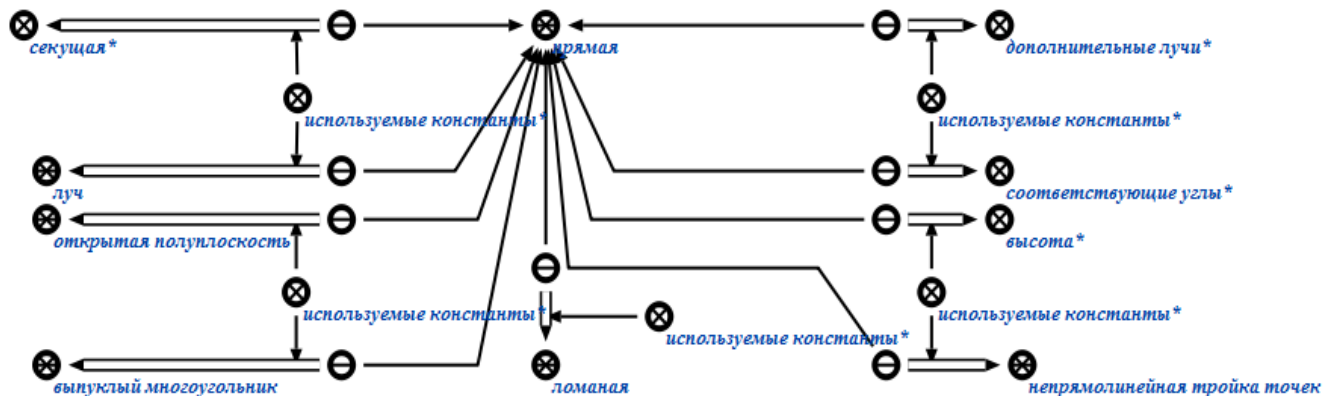 секущая*
прямая
дополнительные лучи*
используемые константы*
используемые константы*
луч
соответствующие углы*
открытая полуплоскость
высота*
используемые константы*
используемые константы*
используемые константы*
выпуклый многоугольник
ломаная
непрямолинейная тройка точек